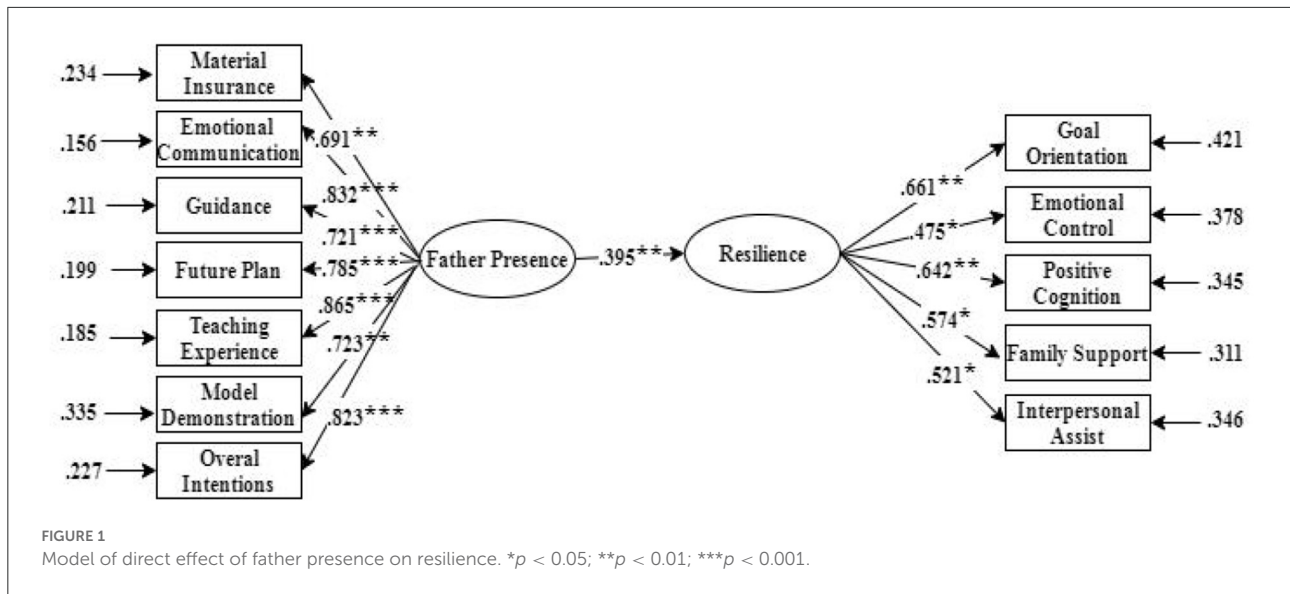 .234
Material
Insurance
.156
Emotional
Communication
.211
Guidance
.199
Future Plan
.185
Teaching
Experience
.335
Model
Demonstration
.227
Overal
Intentions
.691**
.832***
.721***
.785***
.865***
.723**
.823***
Father Presence
.395**
Resilience
.661**
.475*
.642**
.574*
.521*
Goal
Orientation
.421
Emotional
Control
.378
Positive
Cognition
.345
Family Support
.311
Interpersonal
Assist
.346
FIGURE 1
Model of direct effect of father presence on resilience. *p < 0.05; **p < 0.01; ***p < 0.001.